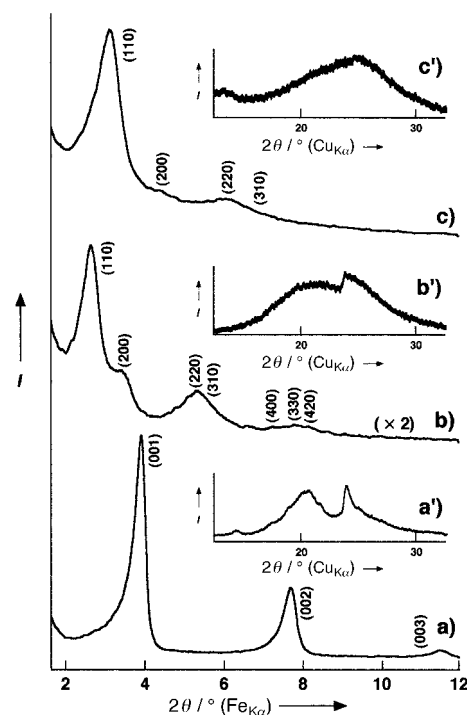 (110)
c')
I
20
30
2θ / ° (CuKα)
(200)
(220)
(310)
c)
(110)
b')
I
20
30
2θ / ° (CuKα)
(200)
(220)
(310)
(400)
(330)
(420)
(× 2)
b)
I
(001)
a')
I
20
30
2θ / ° (CuKα)
(002)
(003)
a)
2
4
6
8
10
12
2θ / ° (FeKα)